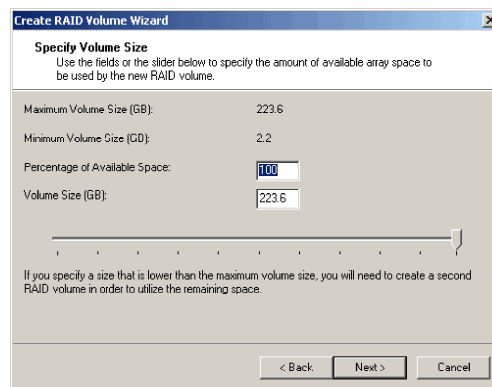 Create RAID Volume Wizard
Specify Volume Size
Use the fields or the slider below to specify the amount of available array space to
be used by the new RAID volume.
Maximum Volume Size (GB): 223.6
Minimum Volume Size (GB): 2.2
Percentage of Available Space: 100
Volume Size (GB): 223.6
If you specify a size that is lower than the maximum volume size, you will need to create a second
RAID volume in order to utilize the remaining space.
< Back Next > Cancel